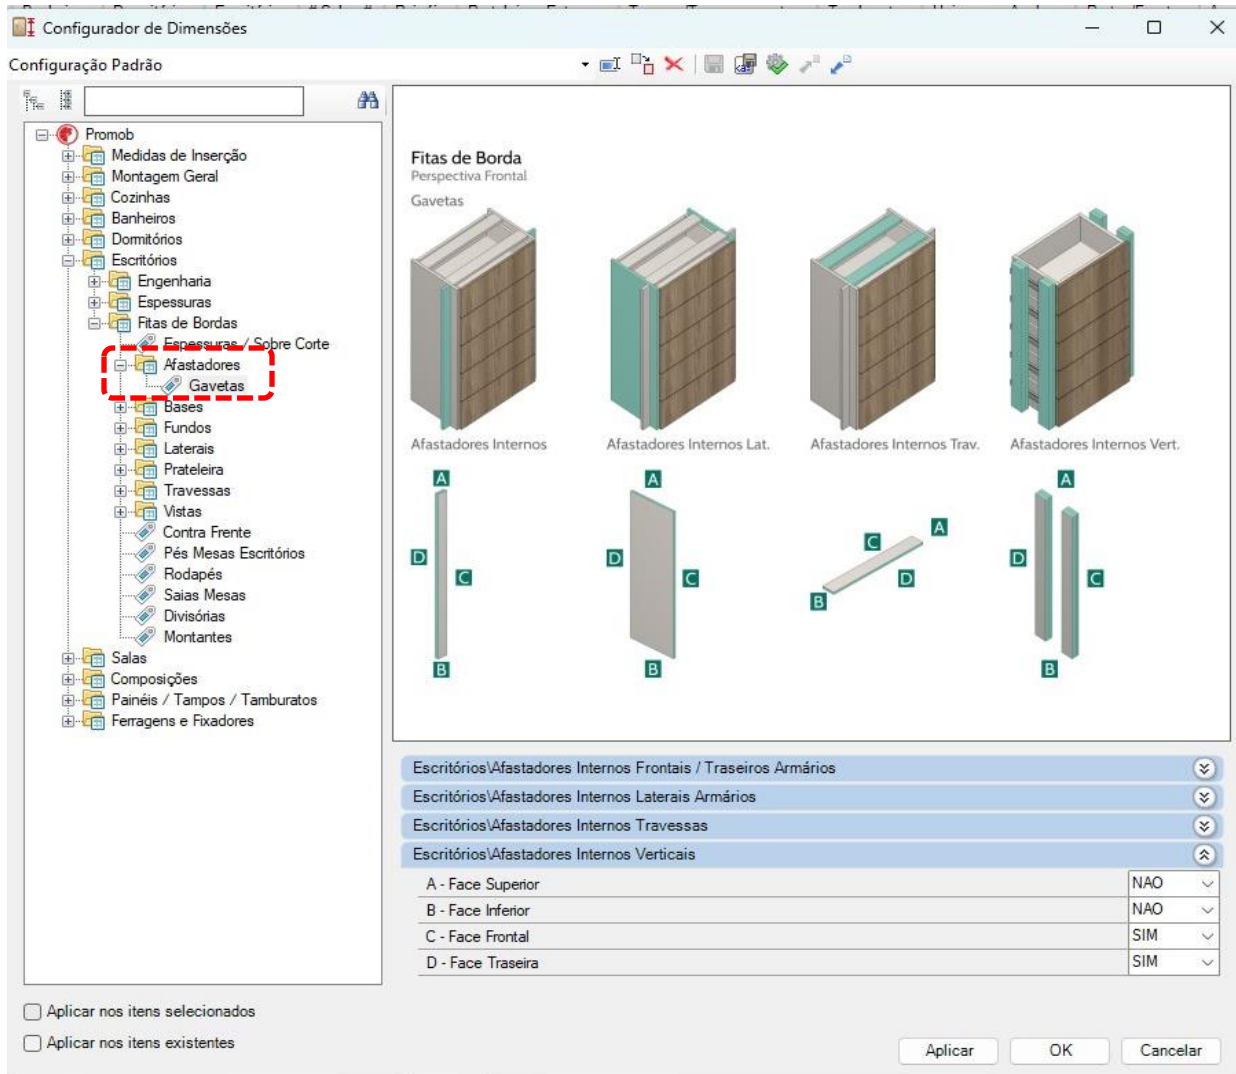 Configurador de Dimensões
Configuração Padrão
Promob
Medidas de Inserção
Montagem Geral
Cozinhas
Banheiros
Dormitórios
Escritórios
Engenharia
Espessuras
Fitas de Bordas
Espessuras / Sobre Corte
Afastadores
Gavetas
Bases
Fundos
Laterais
Prateleira
Travessas
Vistas
Contra Frente
Pés Mesas Escritórios
Rodapés
Saias Mesas
Divisórias
Montantes
Salas
Composições
Painéis / Tampos / Tamburatos
Ferragens e Fixadores
Fitas de Borda
Perspectiva Frontal
Gavetas
Afastadores Internos Afastadores Internos Lat. Afastadores Internos Trav. Afastadores Internos Vert.
A A A A
D C D C C D D C
B B B B
Escritórios\Afastadores Internos Frontais / Traseiros Armários
Escritórios\Afastadores Internos Laterais Armários
Escritórios\Afastadores Internos Travessas
Escritórios\Afastadores Internos Verticais
A - Face Superior NAO
B - Face Inferior NAO
C - Face Frontal SIM
D - Face Traseira SIM
Aplicar nos itens selecionados
Aplicar nos itens existentes
Aplicar OK Cancelar